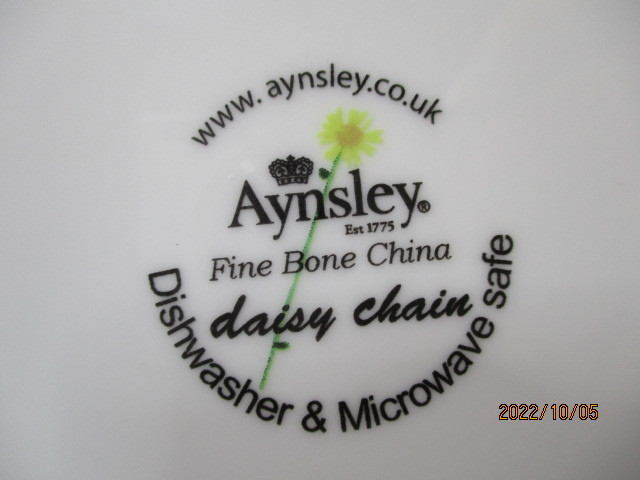 www. aynsley.co.uk
Aynsley®
Est 1775
Fine Bone China
daisy chain
Dishwasher & Microwave safe
2022/10/05